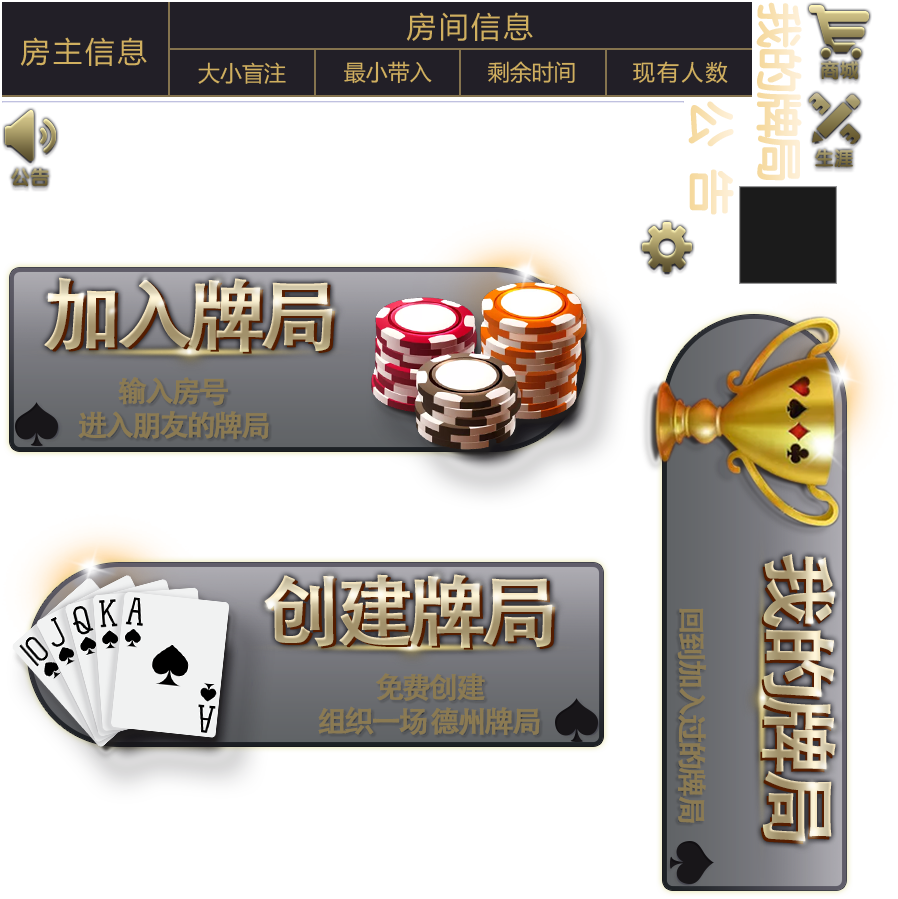 房主信息
房间信息
大小盲注
最小带入
剩余时间
现有人数
我的牌局
商城
公告
生涯
公告
加入牌局
输入房号
进入朋友的牌局
创建牌局
免费创建
组织一场 德州牌局
10
J
Q
K
A
A
我的牌局
回到加入过的牌局